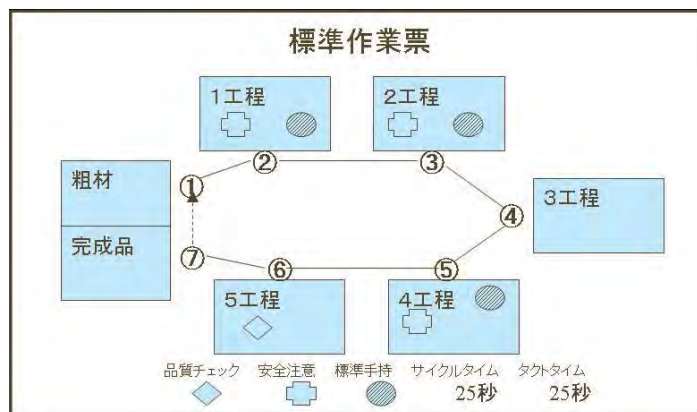 標準作業票
1工程
2工程
粗材
①
②
③
④
3工程
完成品
⑦
⑥
⑤
5工程
4工程
品質チェック 安全注意 標準手持 サイクルタイム タクトタイム
25秒 25秒